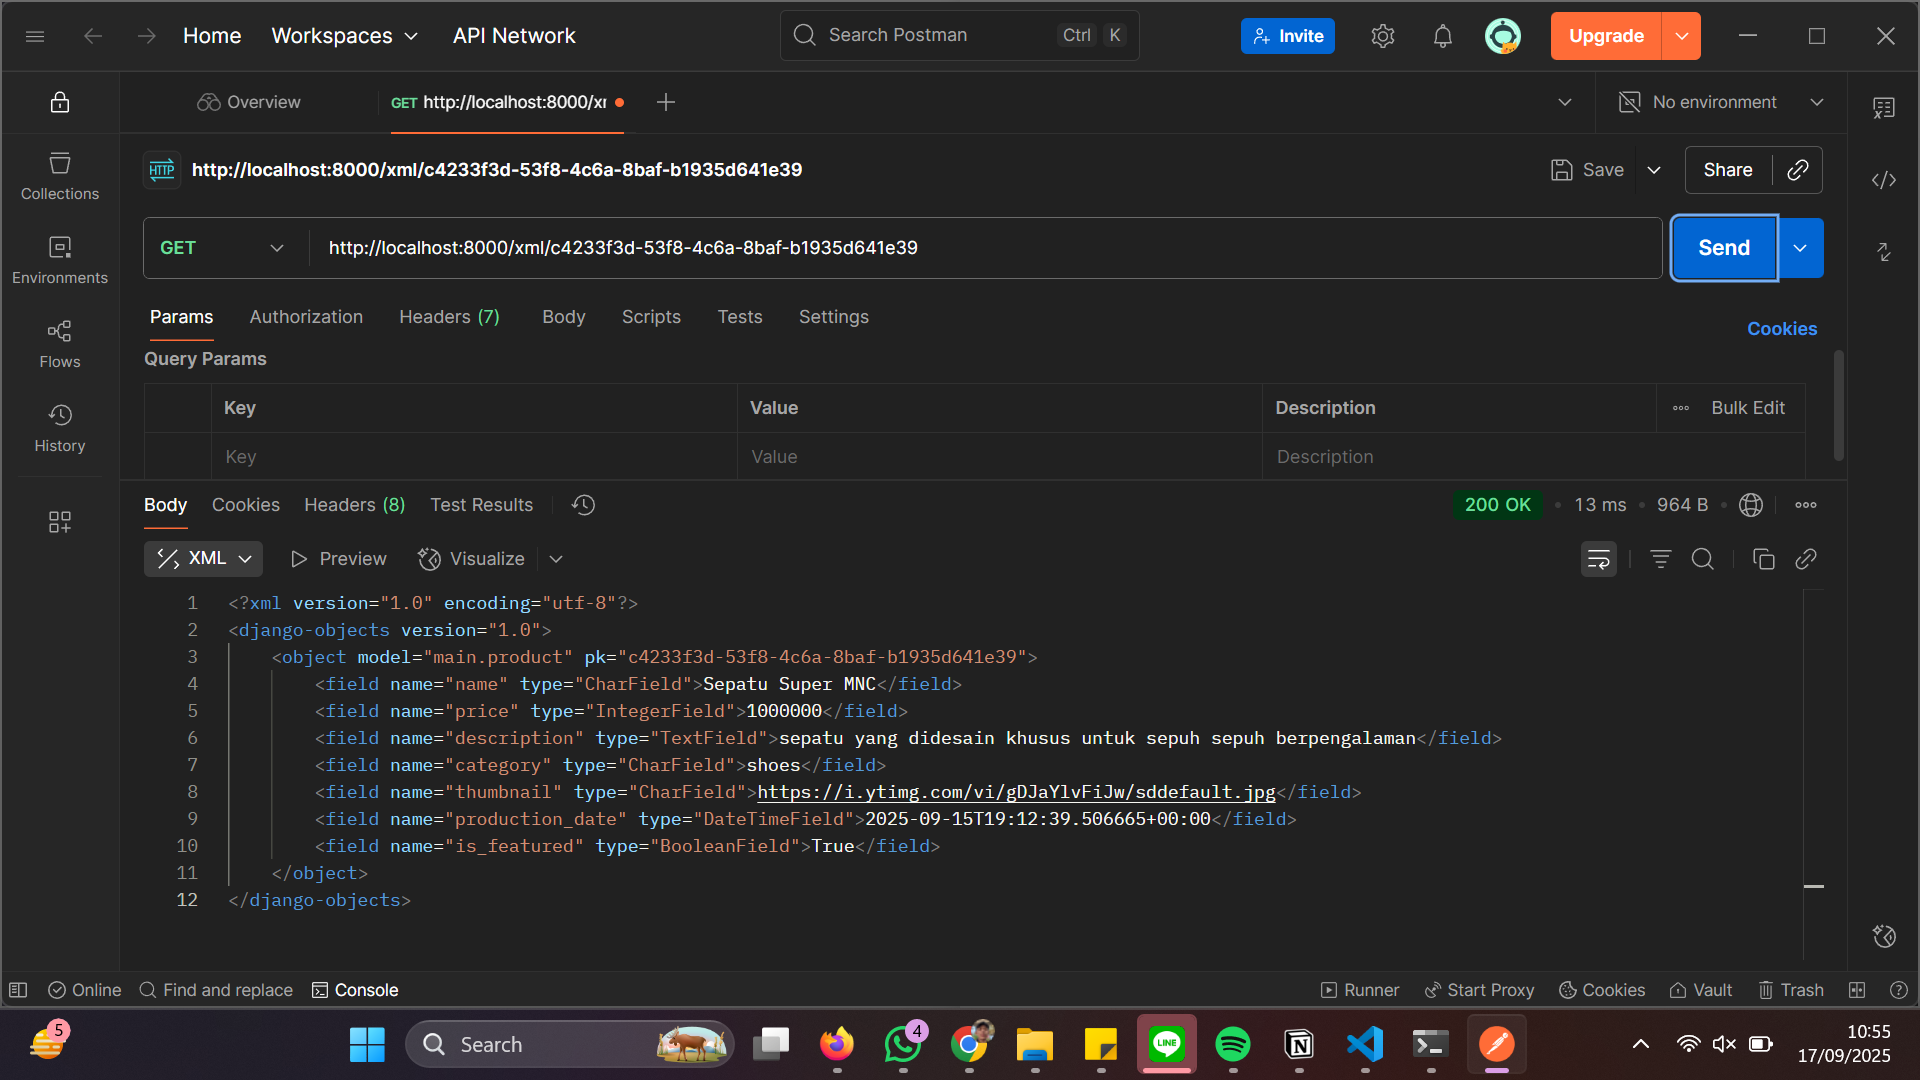 Home
Workspaces
API Network
Search Postman
Ctrl
K
Invite
Upgrade
Overview
GET http://localhost:8000/xr
No environment
HTTP
http://localhost:8000/xml/c4233f3d-53f8-4c6a-8baf-b1935d641e39
Save
Share
Collections
Environments
Flows
History
GET
http://localhost:8000/xml/c4233f3d-53f8-4c6a-8baf-b1935d641e39
Send
Params
Authorization
Headers (7)
Body
Scripts
Tests
Settings
Cookies
Query Params
Key
Value
Description
Bulk Edit
Key
Value
Description
Body
Cookies
Headers (8)
Test Results
200 OK
13 ms
964 B
XML
Preview
Visualize
1 <?xml version="1.0" encoding="utf-8"?>
2 <django-objects version="1.0">
3 <object model="main.product" pk="c4233f3d-53f8-4c6a-8baf-b1935d641e39">
4 <field name="name" type="CharField">Sepatu Super MNC</field>
5 <field name="price" type="IntegerField">1000000</field>
6 <field name="description" type="TextField">sepatu yang didesain khusus untuk sepuh sepuh berpengalaman</field>
7 <field name="category" type="CharField">shoes</field>
8 <field name="thumbnail" type="CharField">https://i.ytimg.com/vi/gDJaYlvFiJw/sddefault.jpg</field>
9 <field name="production_date" type="DateTimeField">2025-09-15T19:12:39.506665+00:00</field>
10 <field name="is_featured" type="BooleanField">True</field>
11 </object>
12 </django-objects>
Online
Find and replace
Console
Runner
Start Proxy
Cookies
Vault
Trash
5
Search
4
LINE
10:55
17/09/2025